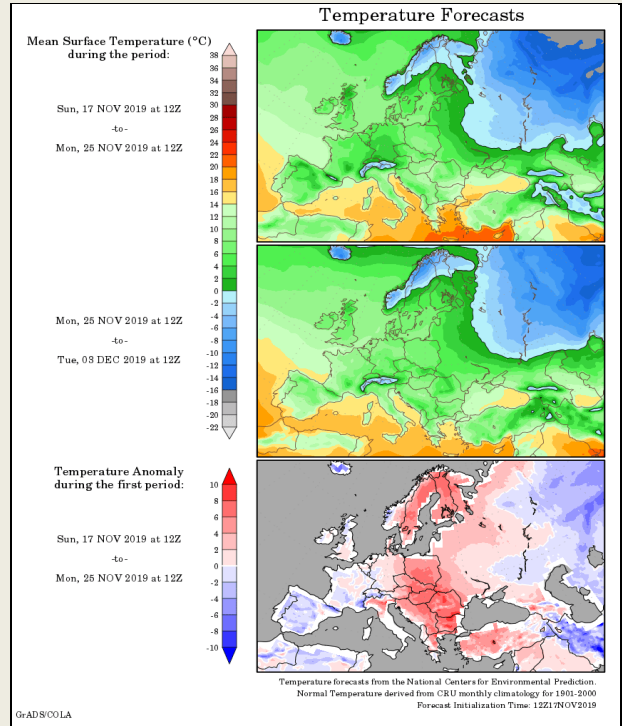 Temperature Forecasts
Mean Surface Temperature (°C)
during the period:
38
36
34
32
30
28
26
24
22
20
18
16
14
12
10
8
6
4
2
0
-2
-4
-6
-8
-10
-12
-14
-16
-18
-20
-22
Sun, 17 NOV 2019 at 12Z
-to-
Mon, 25 NOV 2019 at 12Z
Mon, 25 NOV 2019 at 12Z
-to-
Tue, 03 DEC 2019 at 12Z
Temperature Anomaly
during the first period:
10
8
6
4
2
0
-2
-4
-6
-8
-10
Sun, 17 NOV 2019 at 12Z
-to-
Mon, 25 NOV 2019 at 12Z
Temperature forecasts from the National Centers for Environmental Prediction.
Normal Temperature derived from CRU monthly climatology for 1901-2000
Forecast Initialization Time: 12Z17NOV2019
GrADS/COLA